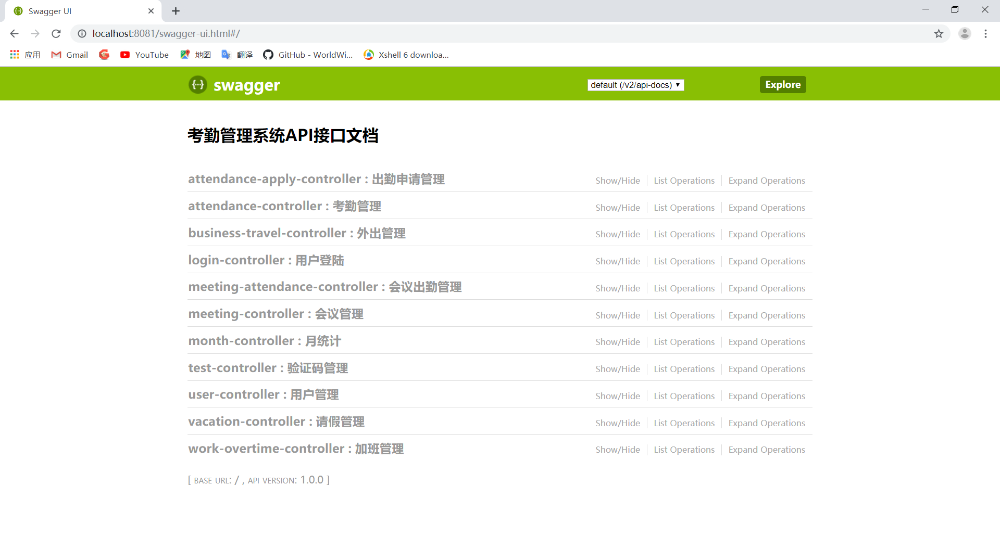 Swagger UI
localhost:8081/swagger-ui.html#/
应用 Gmail YouTube 地图 翻译 GitHub - WorldWi... Xshell 6 downloa...
swagger default (/v2/api-docs) Explore
考勤管理系统API接口文档
attendance-apply-controller : 出勤申请管理 Show/Hide List Operations Expand Operations
attendance-controller : 考勤管理 Show/Hide List Operations Expand Operations
business-travel-controller : 外出管理 Show/Hide List Operations Expand Operations
login-controller : 用户登陆 Show/Hide List Operations Expand Operations
meeting-attendance-controller : 会议出勤管理 Show/Hide List Operations Expand Operations
meeting-controller : 会议管理 Show/Hide List Operations Expand Operations
month-controller : 月统计 Show/Hide List Operations Expand Operations
test-controller : 验证码管理 Show/Hide List Operations Expand Operations
user-controller : 用户管理 Show/Hide List Operations Expand Operations
vacation-controller : 请假管理 Show/Hide List Operations Expand Operations
work-overtime-controller : 加班管理 Show/Hide List Operations Expand Operations
[ BASE URL: / , API VERSION: 1.0.0 ]